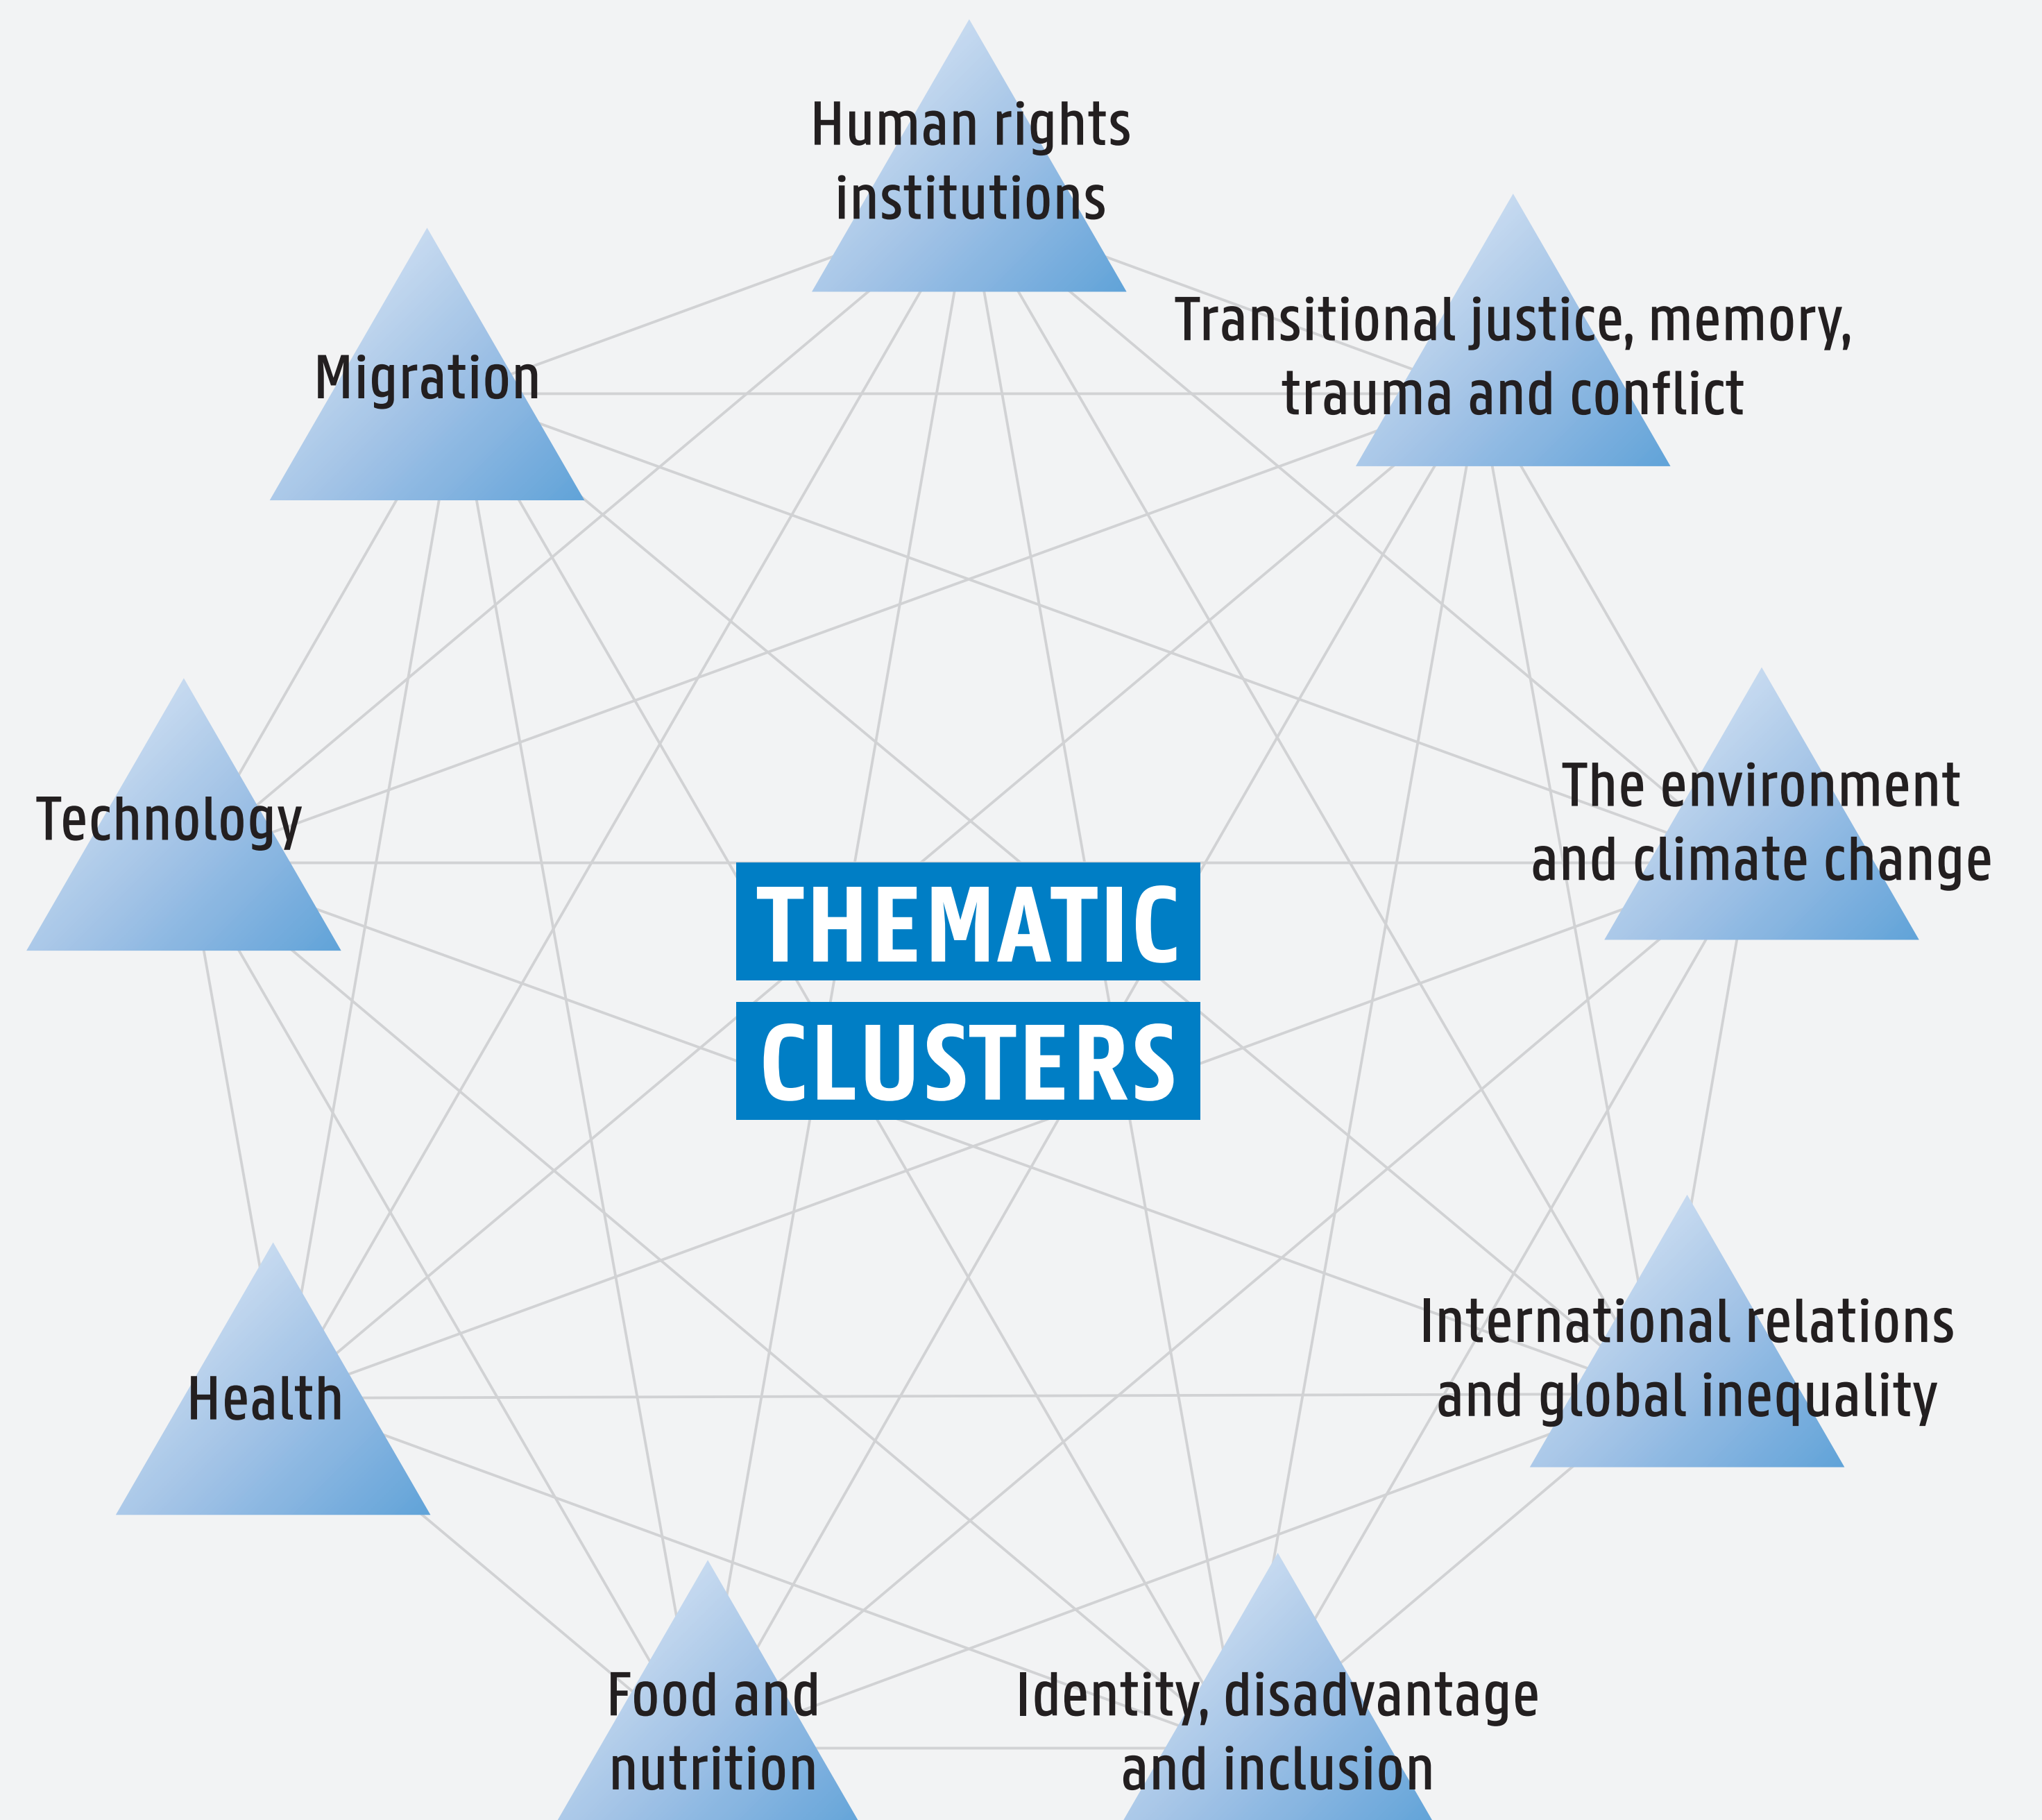 Human rights
institutions
Transitional justice, memory,
trauma and conflict
Migration
The environment
and climate change
Technology
THEMATIC
CLUSTERS
International relations
and global inequality
Health
Food and
nutrition
Identity, disadvantage
and inclusion